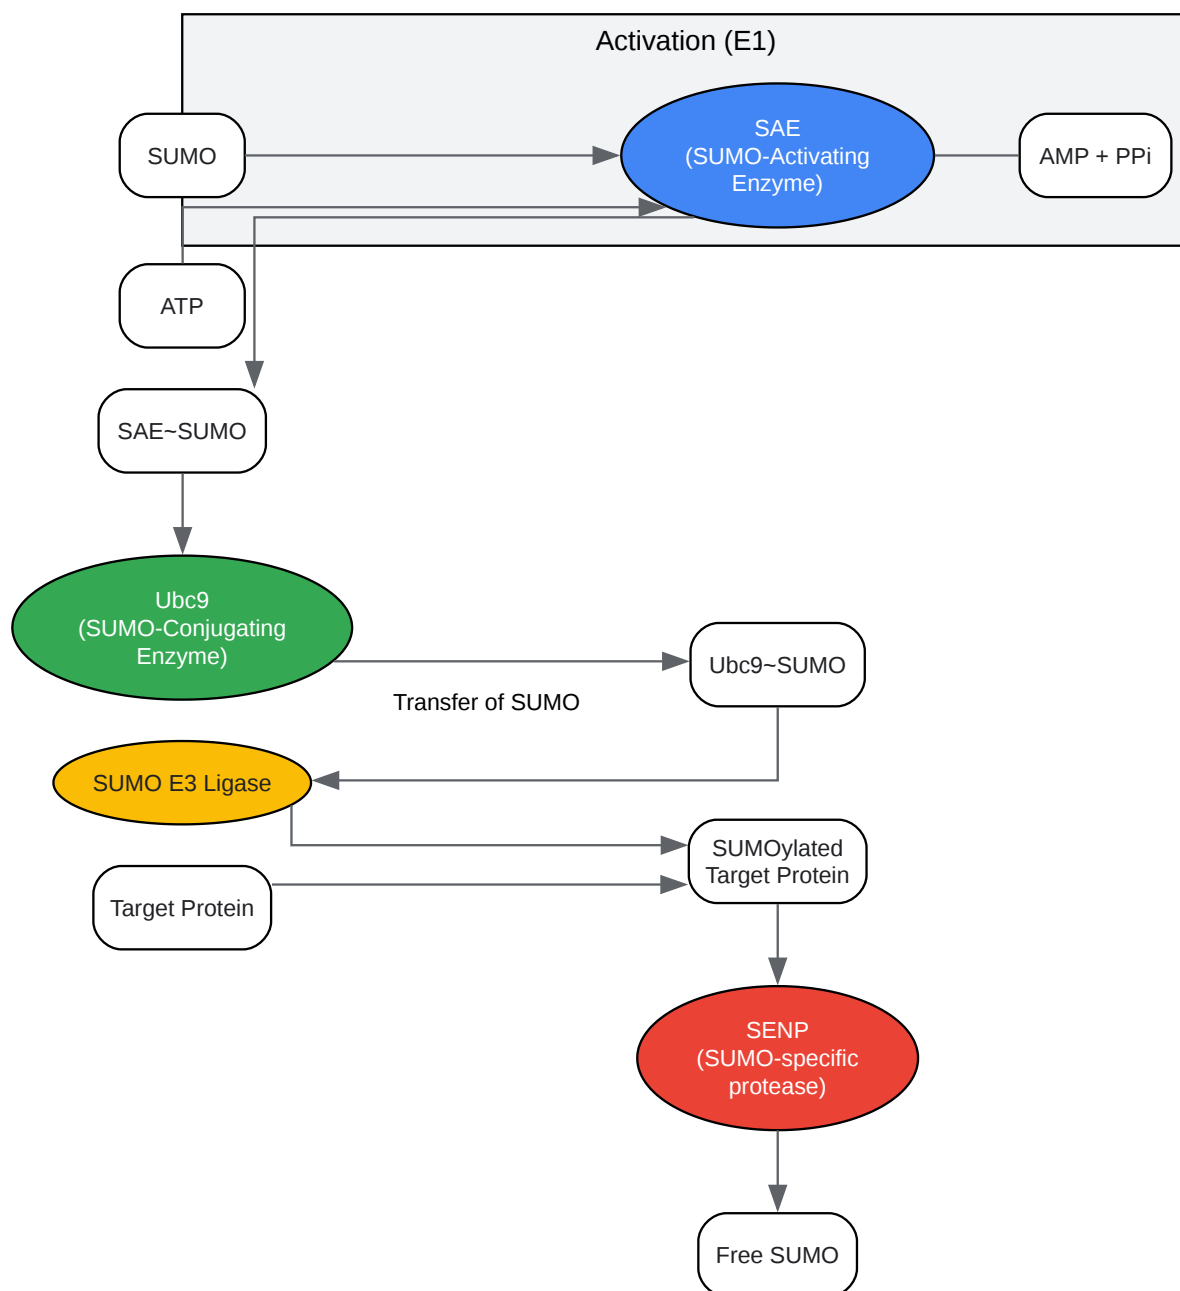 Activation (E1)
SUMO
SAE
(SUMO-Activating
Enzyme)
AMP + PPi
ATP
SAE~SUMO
Ubc9
(SUMO-Conjugating
Enzyme)
Ubc9~SUMO
Transfer of SUMO
SUMO E3 Ligase
SUMOylated
Target Protein
Target Protein
SENP
(SUMO-specific
protease)
Free SUMO